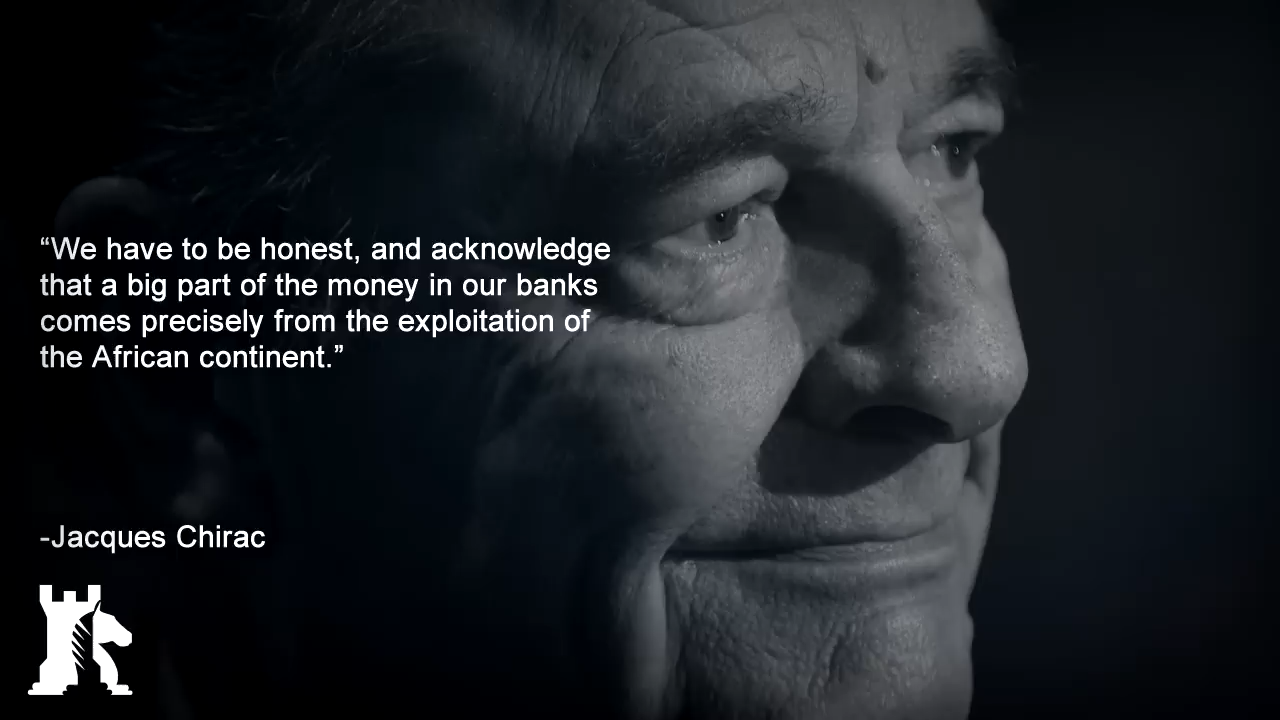 “We have to be honest, and acknowledge
that a big part of the money in our banks
comes precisely from the exploitation of
the African continent.”
-Jacques Chirac